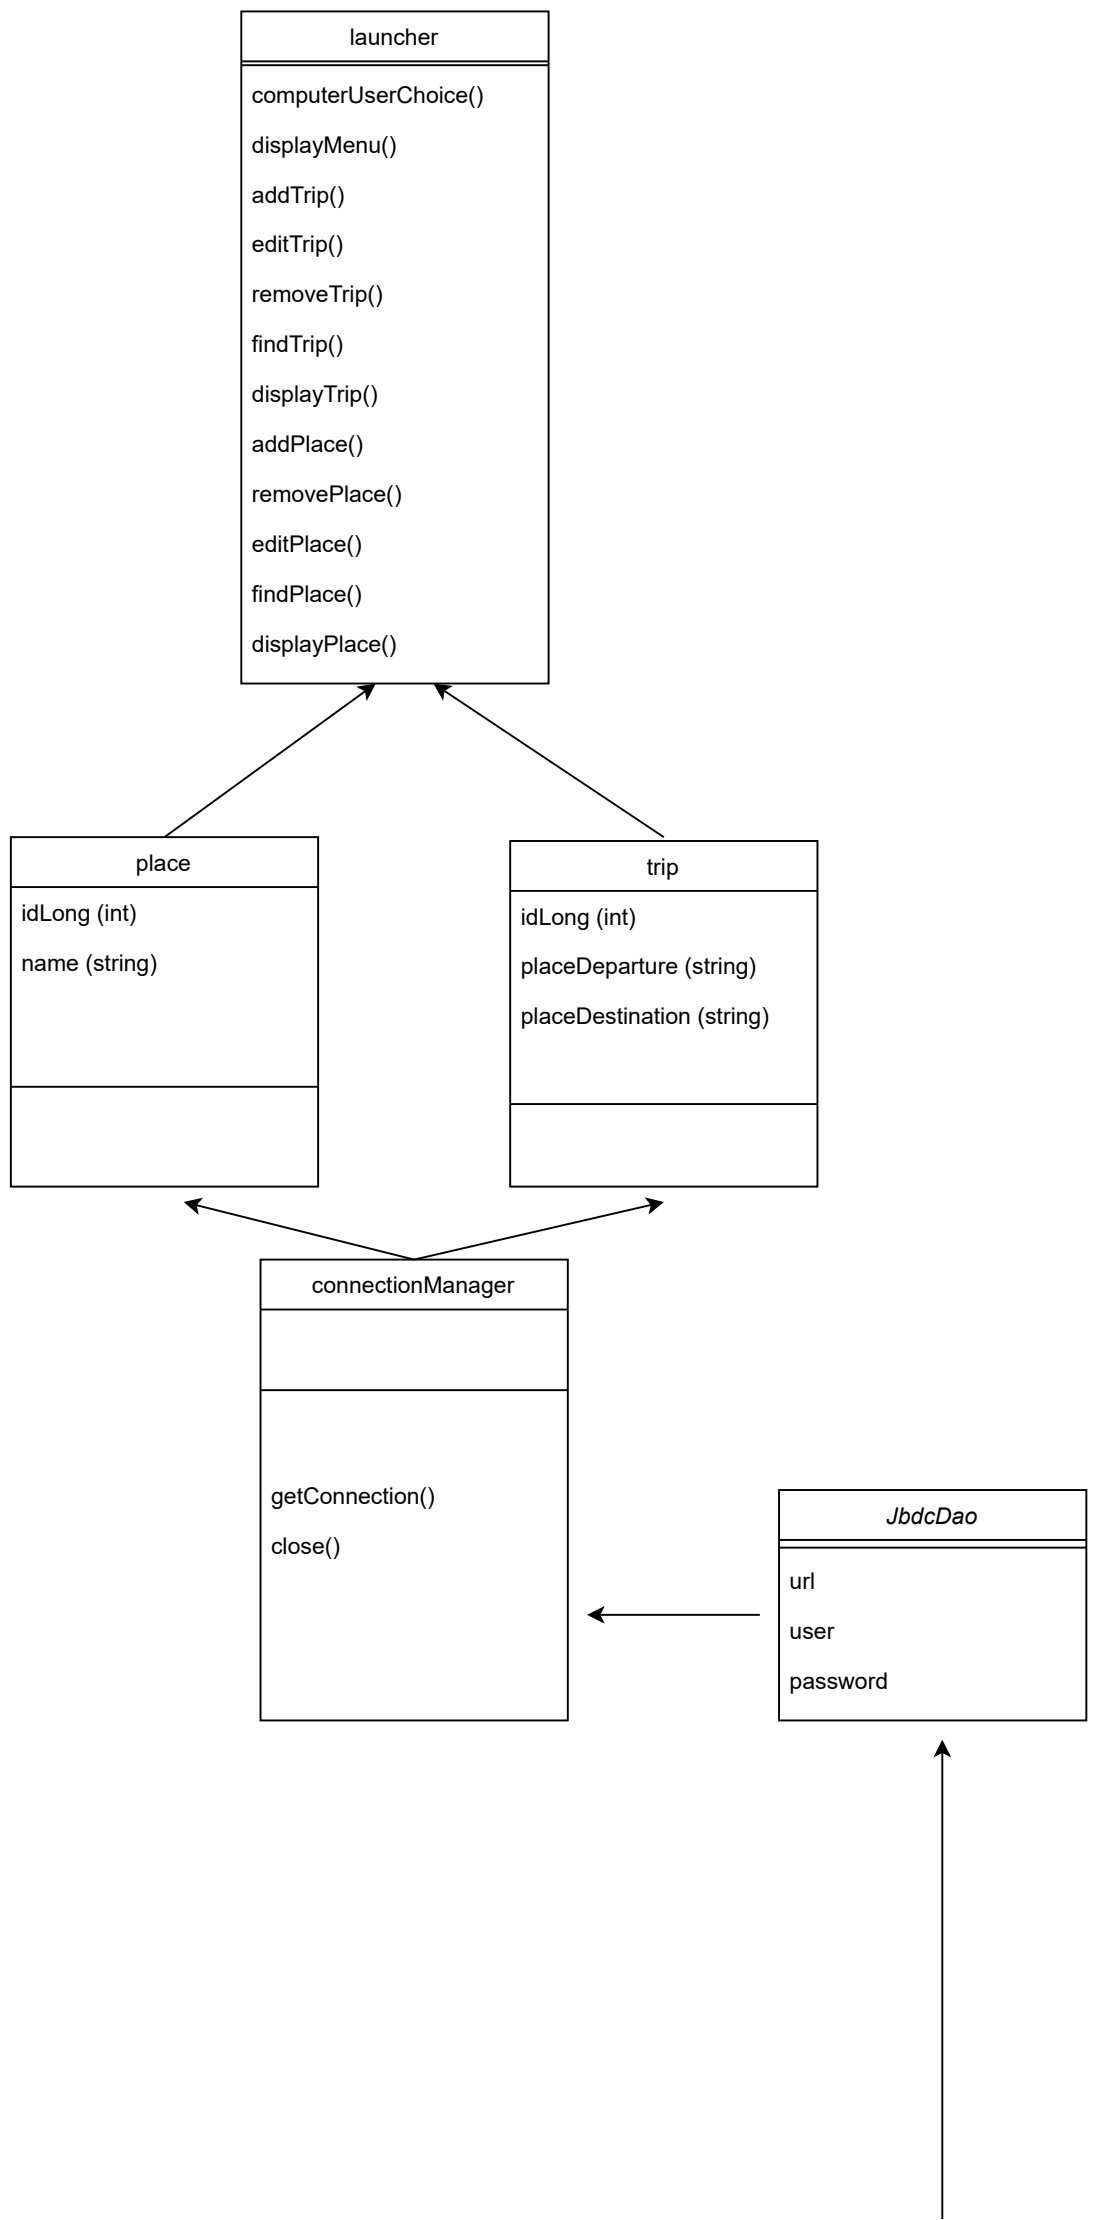 launcher
computerUserChoice()
displayMenu()
addTrip()
editTrip()
removeTrip()
findTrip()
displayTrip()
addPlace()
removePlace()
editPlace()
findPlace()
displayPlace()
place
idLong (int)
name (string)
trip
idLong (int)
placeDeparture (string)
placeDestination (string)
connectionManager
getConnection()
close()
JbdcDao
url
user
password